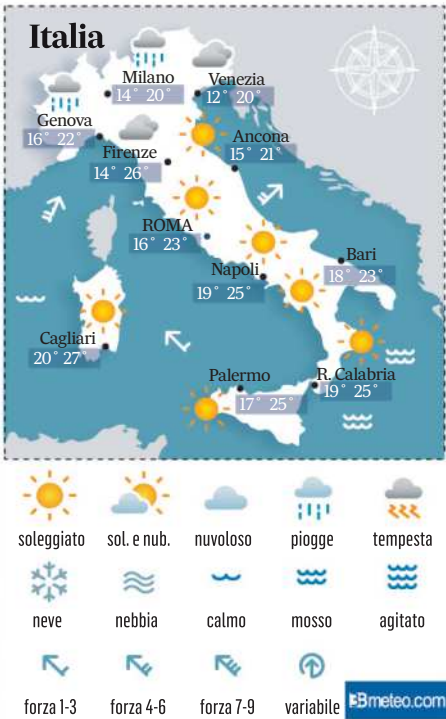 Italia
Milano
14° 20°
Venezia
12° 20°
Genova
16° 22°
Firenze
14° 26°
Ancona
15° 21°
ROMA
16° 23°
Napoli
19° 25°
Bari
18° 23°
Cagliari
20° 27°
Palermo
17° 25°
R. Calabria
19° 25°
soleggiato sol. e nub. nuvoloso piogge tempesta
neve nebbia calmo mosso agitato
forza 1-3 forza 4-6 forza 7-9 variabile
3Bmeteo.com